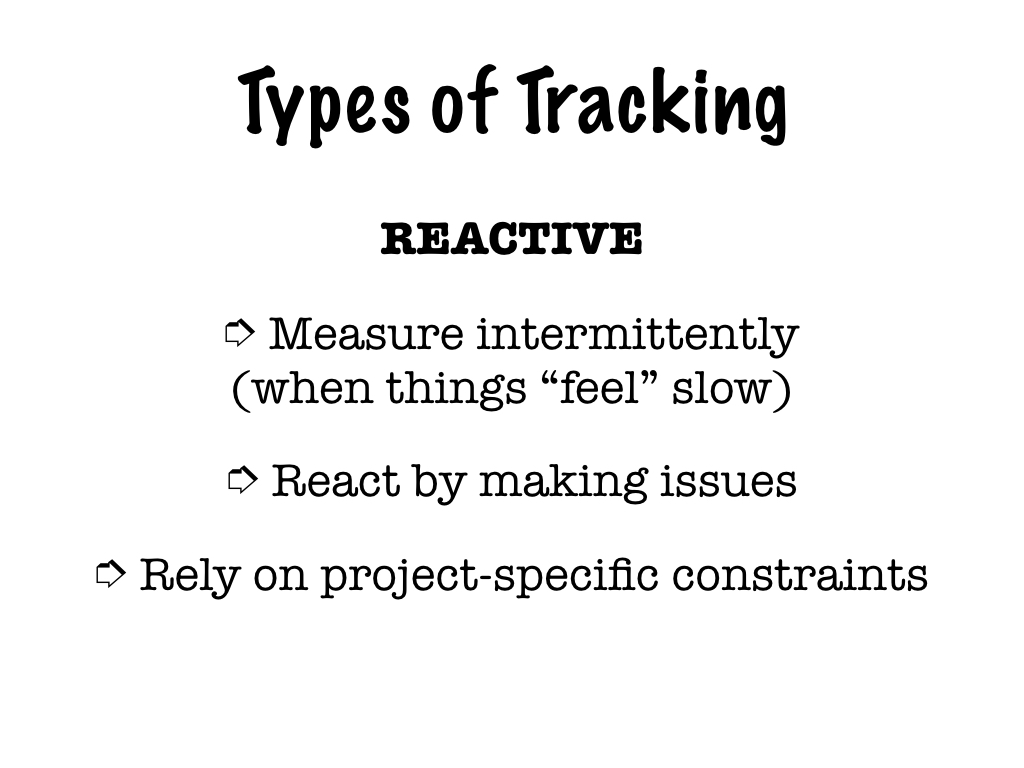 Types of Tracking
REACTIVE
➩ Measure intermittently
(when things “feel” slow)
➩ React by making issues
➩ Rely on project-specific constraints